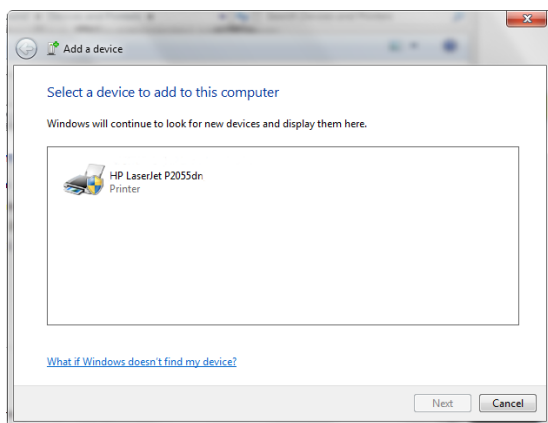 Add a device
Select a device to add to this computer
Windows will continue to look for new devices and display them here.
HP LaserJet P2055dn
Printer
What if Windows doesn't find my device?
Next
Cancel